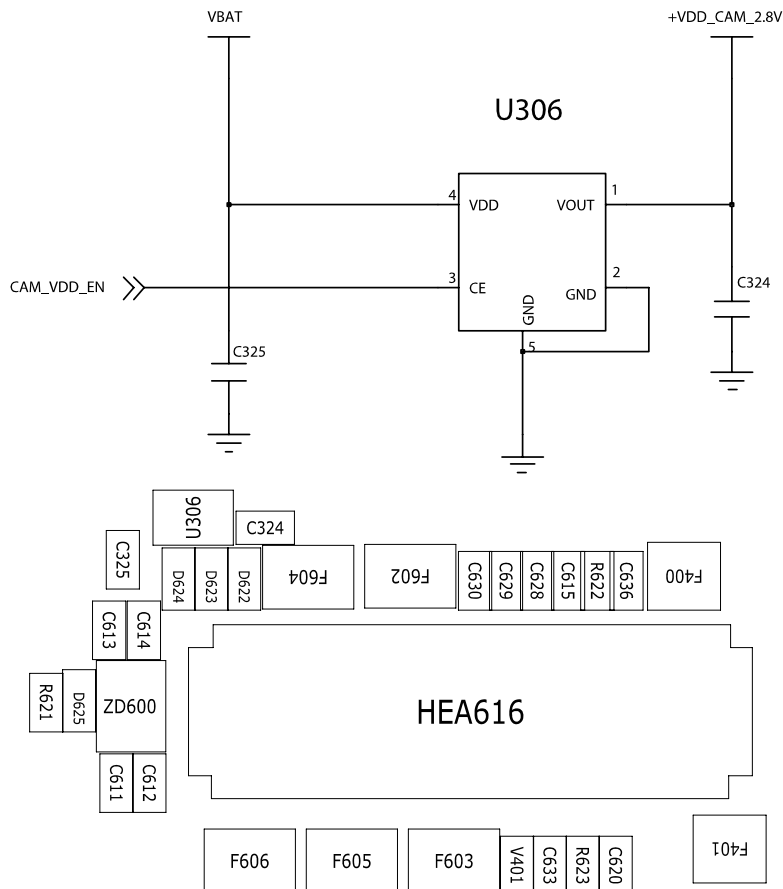 VBAT
+VDD_CAM_2.8V
U306
4
VDD
VOUT
1
CAM_VDD_EN
3
CE
GND
GND
2
5
C325
C324
U306
C324
C325
D624
D623
D622
F604
F602
C630
C629
C628
C615
R622
C636
F400
C613
C614
R621
D625
ZD600
HEA616
C611
C612
F606
F605
F603
V401
C633
R623
C620
F401